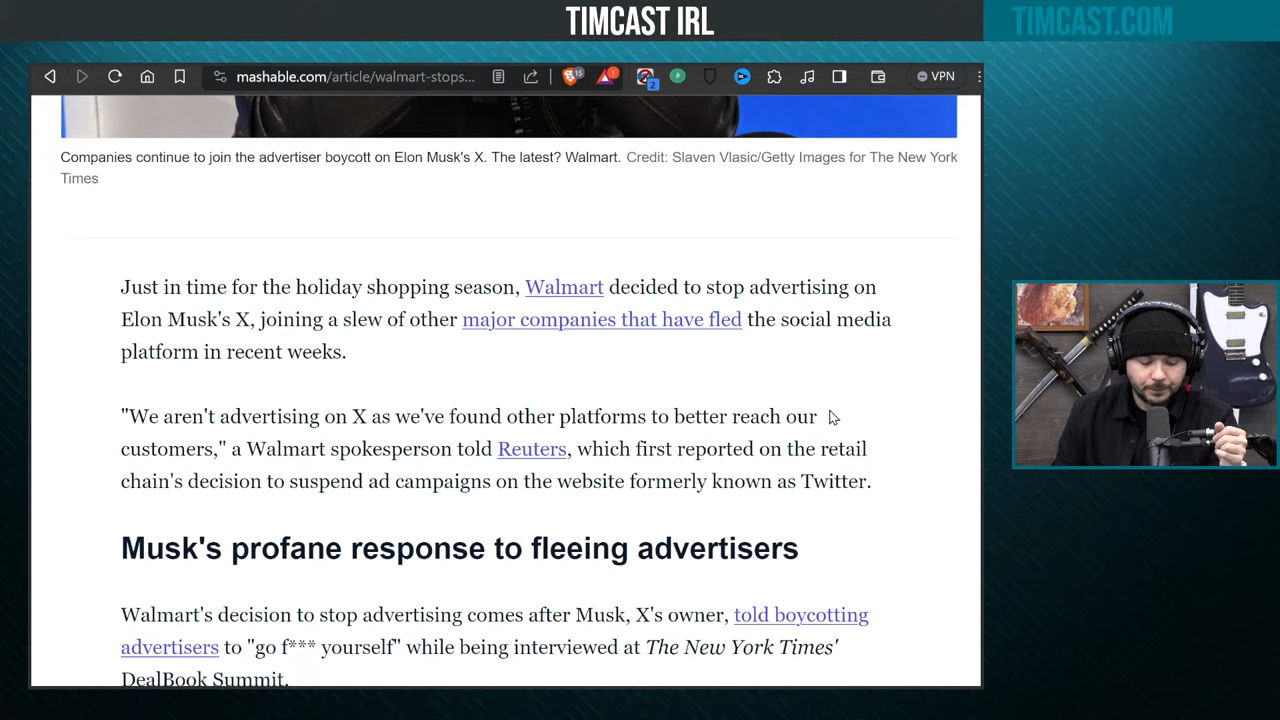 TIMCAST IRL
TIMCAST.COM
mashable.com/article/walmart-stops...
15
1
2
VPN
Companies continue to join the advertiser boycott on Elon Musk's X. The latest? Walmart. Credit: Slaven Vlasic/Getty Images for The New York
Times
Just in time for the holiday shopping season, Walmart decided to stop advertising on
Elon Musk's X, joining a slew of other major companies that have fled the social media
platform in recent weeks.
"We aren't advertising on X as we've found other platforms to better reach our
customers," a Walmart spokesperson told Reuters, which first reported on the retail
chain's decision to suspend ad campaigns on the website formerly known as Twitter.
Musk's profane response to fleeing advertisers
Walmart's decision to stop advertising comes after Musk, X's owner, told boycotting
advertisers to "go f*** yourself" while being interviewed at The New York Times'
DealBook Summit.